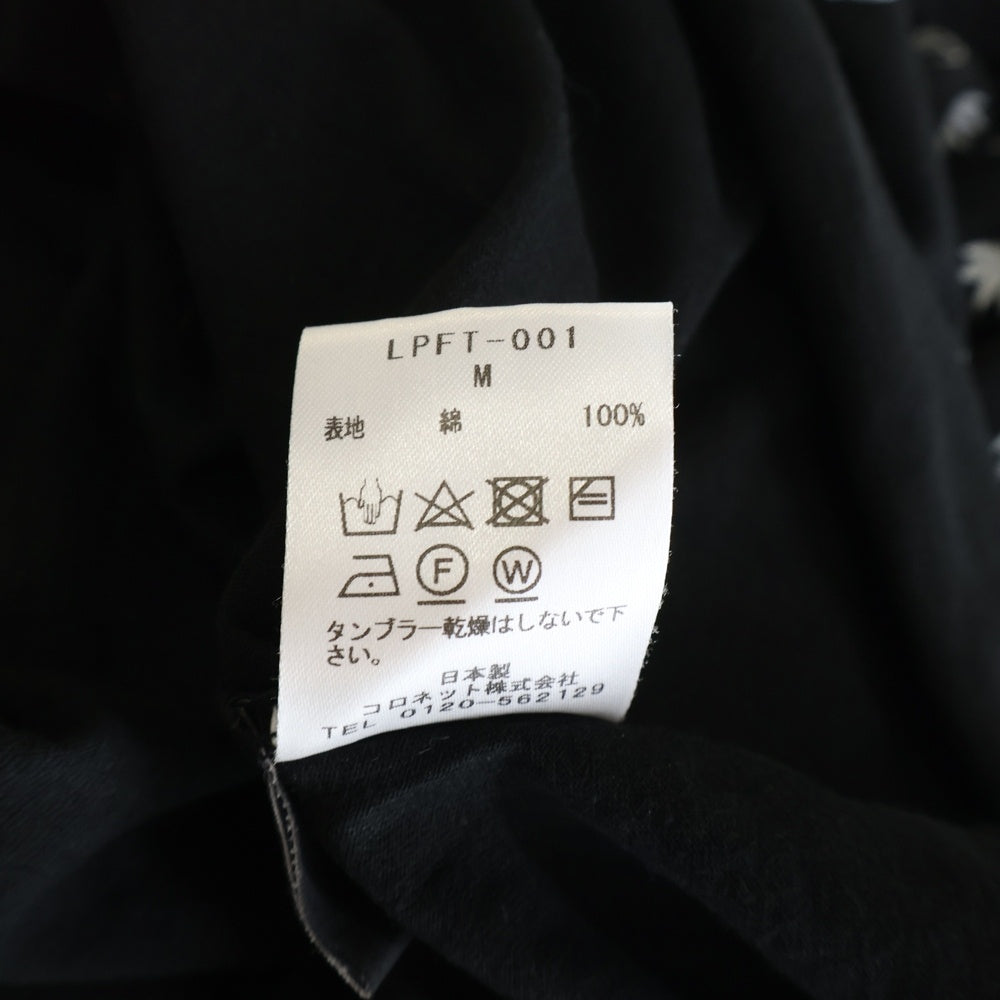 LPFT-001
M
表地 綿 100%
F W
タンブラー乾燥はしないで下
さい。
日本製
コロネット株式会社
TEL 0120-562129